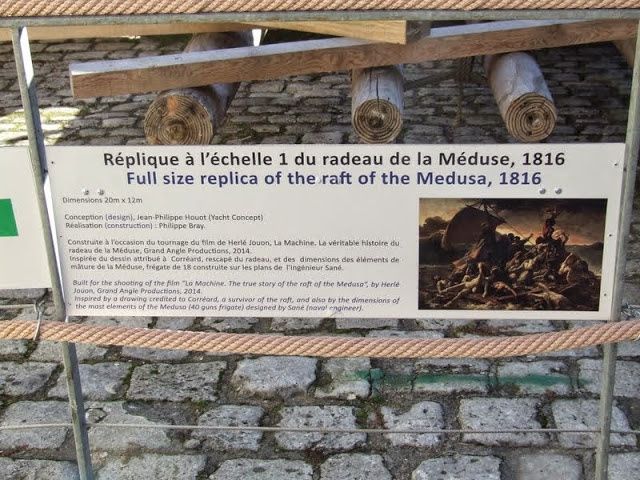 Réplique à l'échelle 1 du radeau de la Méduse, 1816
Full size replica of the raft of the Medusa, 1816
Dimensions 20m x 12m
Conception (design), Jean-Philippe Houot (Yacht Concept)
Réalisation (construction) : Philippe Bray.
Construite à l'occasion du tournage du film de Herlé Jouon, La Machine. La véritable histoire du
radeau de la Méduse, Grand Angle Productions, 2014.
Inspirée du dessin attribué à Corréard, rescapé du radeau, et des dimensions des éléments de
mâture de la Méduse, frégate de 18 construite sur les plans de l'ingénieur Sané.
Built for the shooting of the film "La Machine. The true story of the raft of the Medusa", by Herlé
Jouon, Grand Angle Productions, 2014.
Inspired by a drawing credited to Corréard, a survivor of the raft, and also by the dimensions of
the mast elements of the Medusa (40 guns frigate) designed by Sané (naval engineer).